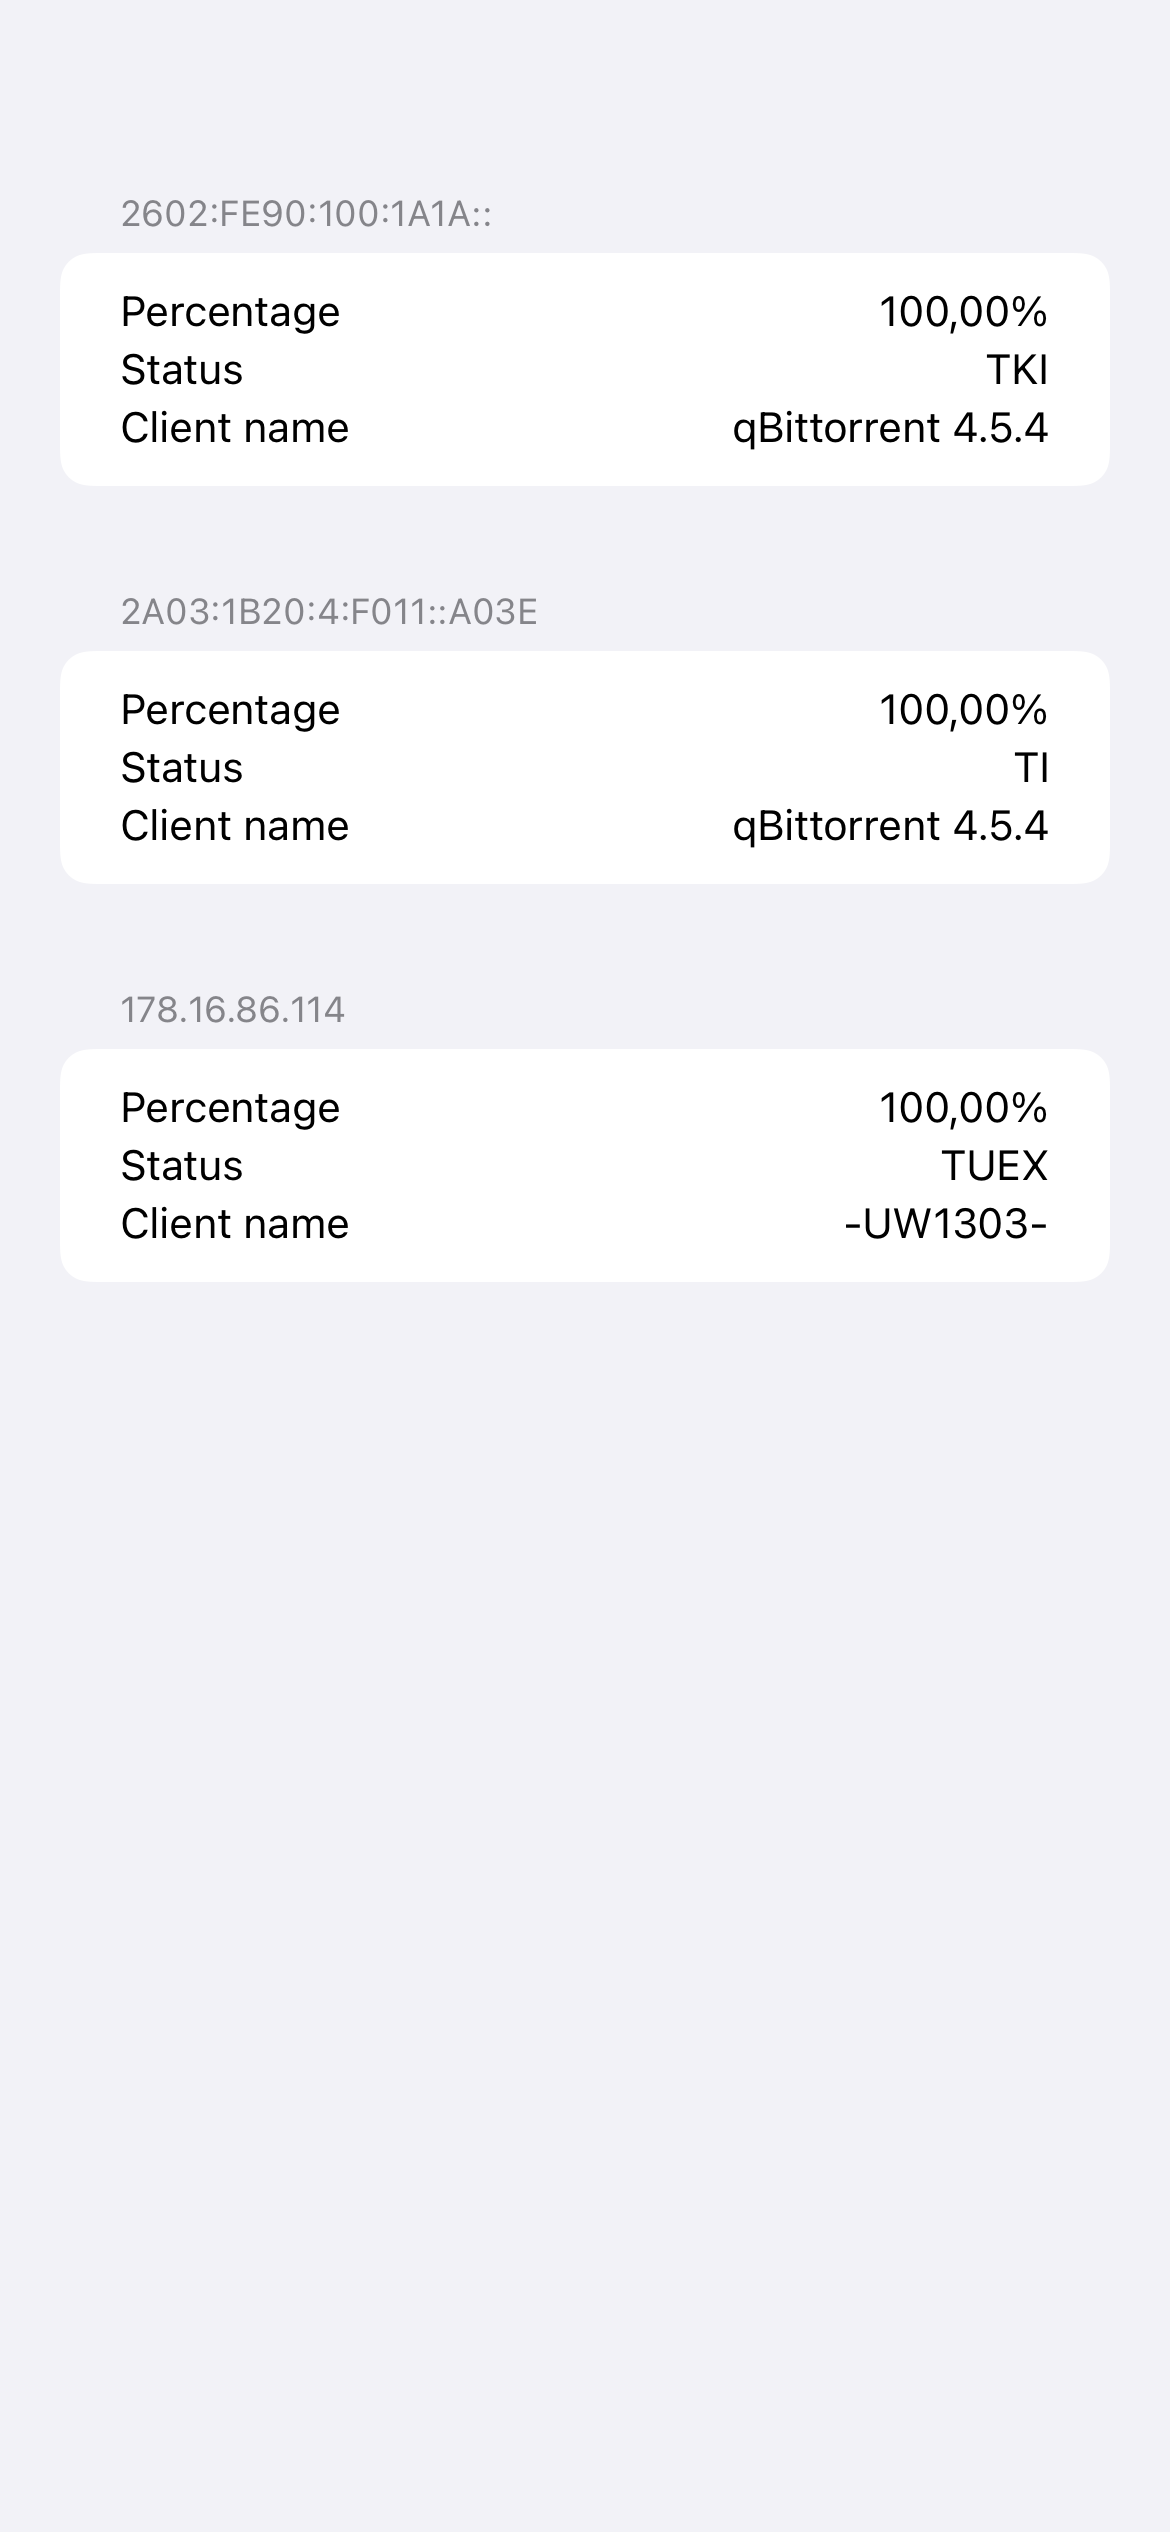 2602:FE90:100:1A1A::
Percentage 100,00%
Status TKI
Client name qBittorrent 4.5.4
2A03:1B20:4:F011::A03E
Percentage 100,00%
Status TI
Client name qBittorrent 4.5.4
178.16.86.114
Percentage 100,00%
Status TUEX
Client name -UW1303-